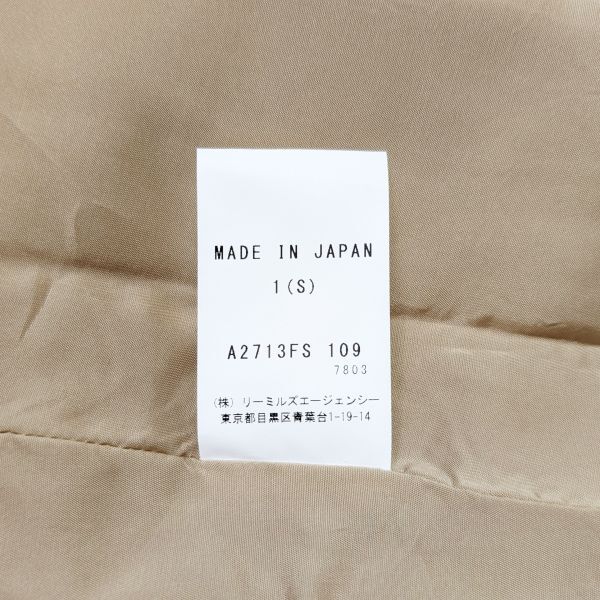 MADE IN JAPAN
1(S)
A2713FS 109
7803
(株) リーミルズエージェンシー
東京都目黒区青葉台1-19-14